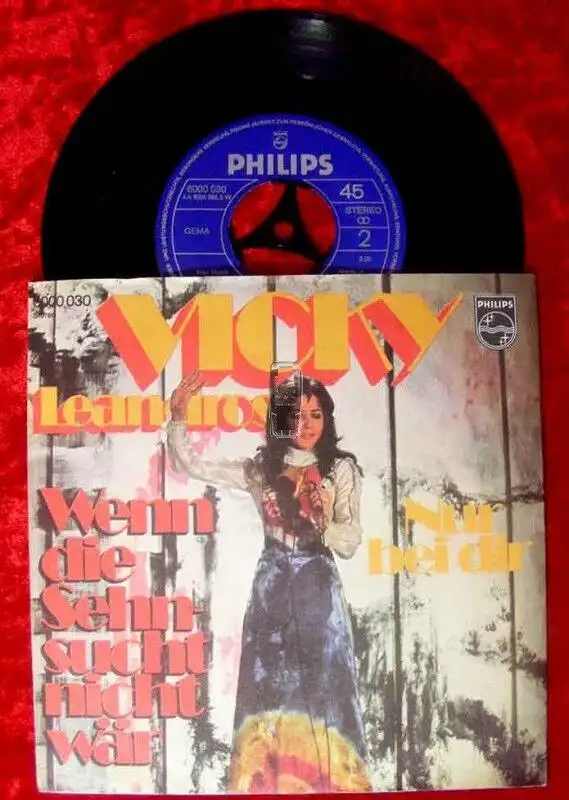 PHILIPS
6000 030
45
STEREO
GEMA
2
6000 030
Stereo
VICKY
PHILIPS
Leandros
Wenn
die
Sehn
sucht
nicht
wär
Nur
bei dir